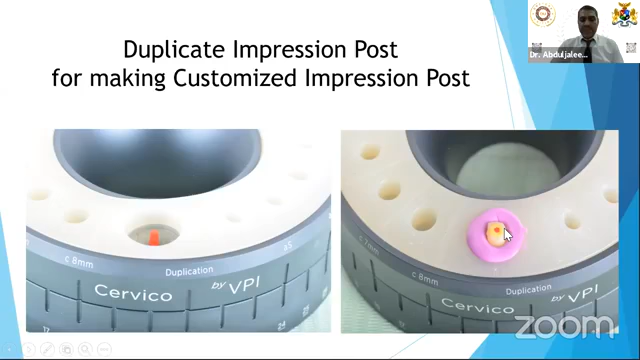 Duplicate Impression Post
for making Customized Impression Post
Dr. Abduljalee...
c 8mm
Duplication
Cervico by VPI
c 7mm
c 8mm
Duplication
Cervico by VPI
zoom